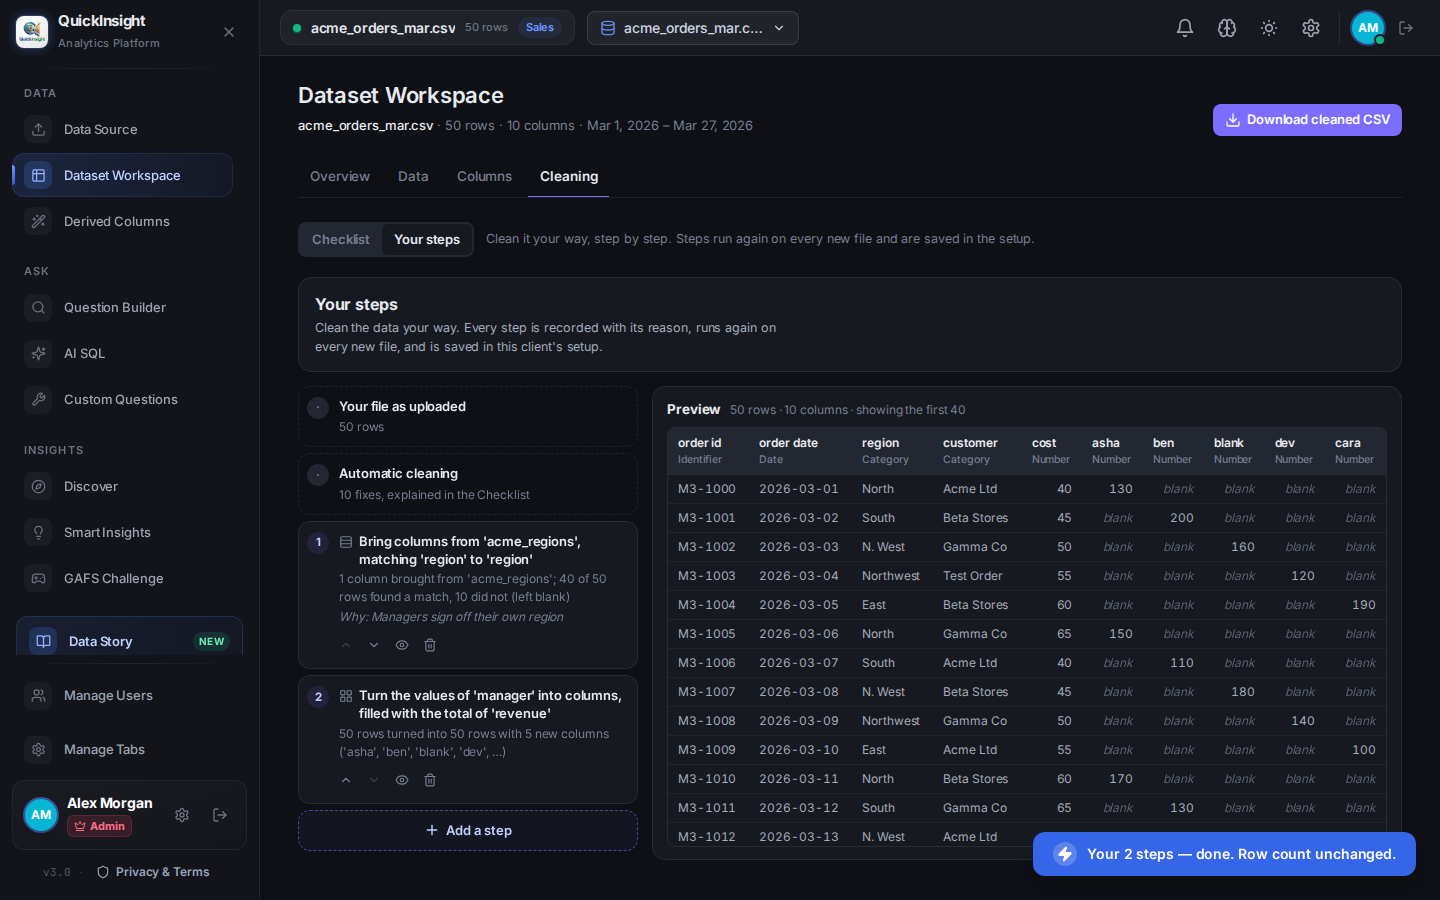 QuickInsight
Analytics Platform
acme_orders_mar.csv 50 rows Sales
acme_orders_mar.c...
AM
DATA
Data Source
Dataset Workspace
Derived Columns
ASK
Question Builder
AI SQL
Custom Questions
INSIGHTS
Discover
Smart Insights
GAFS Challenge
Data Story NEW
Manage Users
Manage Tabs
AM
Alex Morgan
Admin
v3.0 · Privacy & Terms
Dataset Workspace
acme_orders_mar.csv · 50 rows · 10 columns · Mar 1, 2026 – Mar 27, 2026
Download cleaned CSV
Overview Data Columns Cleaning
Checklist Your steps Clean it your way, step by step. Steps run again on every new file and are saved in the setup.
Your steps
Clean the data your way. Every step is recorded with its reason, runs again on
every new file, and is saved in this client's setup.
Your file as uploaded
50 rows
Automatic cleaning
10 fixes, explained in the Checklist
1 Bring columns from 'acme_regions',
matching 'region' to 'region'
1 column brought from 'acme_regions'; 40 of 50
rows found a match, 10 did not (left blank)
Why: Managers sign off their own region
2 Turn the values of 'manager' into columns,
filled with the total of 'revenue'
50 rows turned into 50 rows with 5 new columns
('asha', 'ben', 'blank', 'dev', …)
Add a step
Preview 50 rows · 10 columns · showing the first 40
order id order date region customer cost asha ben blank dev cara
Identifier Date Category Category Number Number Number Number Number Number
M3-1000 2026-03-01 North Acme Ltd 40 130 blank blank blank blank
M3-1001 2026-03-02 South Beta Stores 45 blank 200 blank blank blank
M3-1002 2026-03-03 N. West Gamma Co 50 blank blank 160 blank blank
M3-1003 2026-03-04 Northwest Test Order 55 blank blank blank 120 blank
M3-1004 2026-03-05 East Beta Stores 60 blank blank blank blank 190
M3-1005 2026-03-06 North Gamma Co 65 150 blank blank blank blank
M3-1006 2026-03-07 South Acme Ltd 40 blank 110 blank blank blank
M3-1007 2026-03-08 N. West Beta Stores 45 blank blank 180 blank blank
M3-1008 2026-03-09 Northwest Gamma Co 50 blank blank blank 140 blank
M3-1009 2026-03-10 East Acme Ltd 55 blank blank blank blank 100
M3-1010 2026-03-11 North Beta Stores 60 170 blank blank blank blank
M3-1011 2026-03-12 South Gamma Co 65 blank 130 blank blank blank
M3-1012 2026-03-13 N. West Acme Ltd
Your 2 steps — done. Row count unchanged.